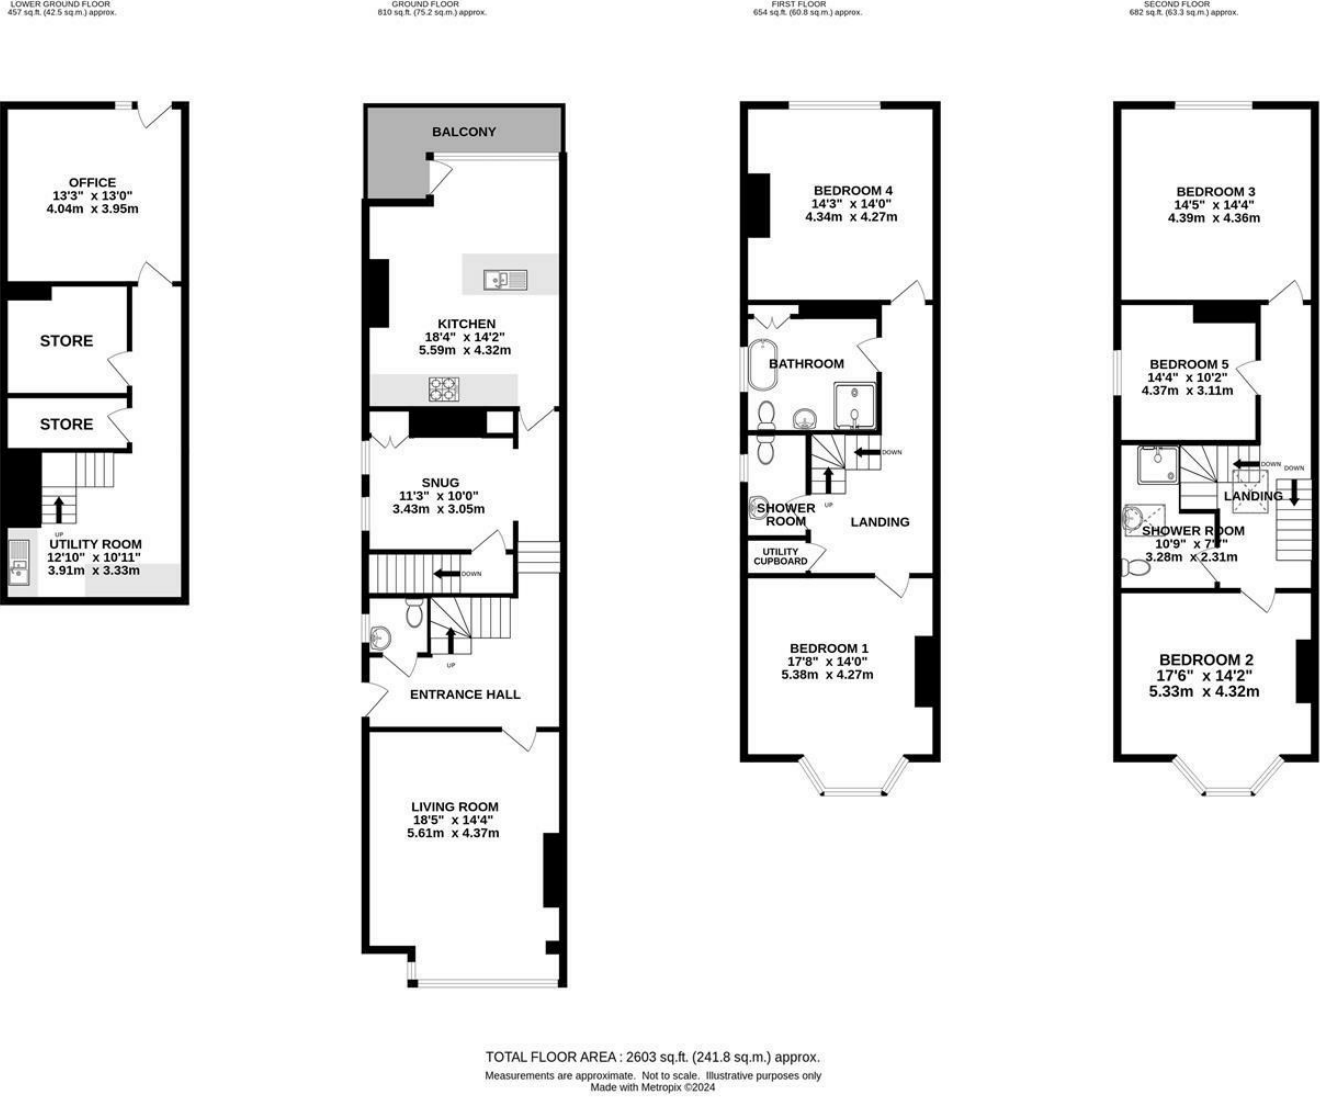 LOWER GROUND FLOOR
457 sq.ft. (42.5 sq.m.) approx.
OFFICE
13'3" x 13'0"
4.04m x 3.95m
STORE
STORE
UP
UTILITY ROOM
12'10" x 10'11"
3.91m x 3.33m
GROUND FLOOR
810 sq.ft. (75.2 sq.m.) approx.
BALCONY
KITCHEN
18'4" x 14'2"
5.59m x 4.32m
SNUG
11'3" x 10'0"
3.43m x 3.05m
DOWN
UP
ENTRANCE HALL
LIVING ROOM
18'5" x 14'4"
5.61m x 4.37m
FIRST FLOOR
654 sq.ft. (60.8 sq.m.) approx.
BEDROOM 4
14'3" x 14'0"
4.34m x 4.27m
BATHROOM
DOWN
UP
SHOWER
ROOM
LANDING
UTILITY
CUPBOARD
BEDROOM 1
17'8" x 14'0"
5.38m x 4.27m
SECOND FLOOR
682 sq.ft. (63.3 sq.m.) approx.
BEDROOM 3
14'5" x 14'4"
4.39m x 4.36m
BEDROOM 5
14'4" x 10'2"
4.37m x 3.11m
DOWN
DOWN
LANDING
SHOWER ROOM
10'9" x
3.28m x 2.31m
BEDROOM 2
17'6" x 14'2"
5.33m x 4.32m
TOTAL FLOOR AREA : 2603 sq.ft. (241.8 sq.m.) approx.
Measurements are approximate. Not to scale. Illustrative purposes only
Made with Metropix ©2024